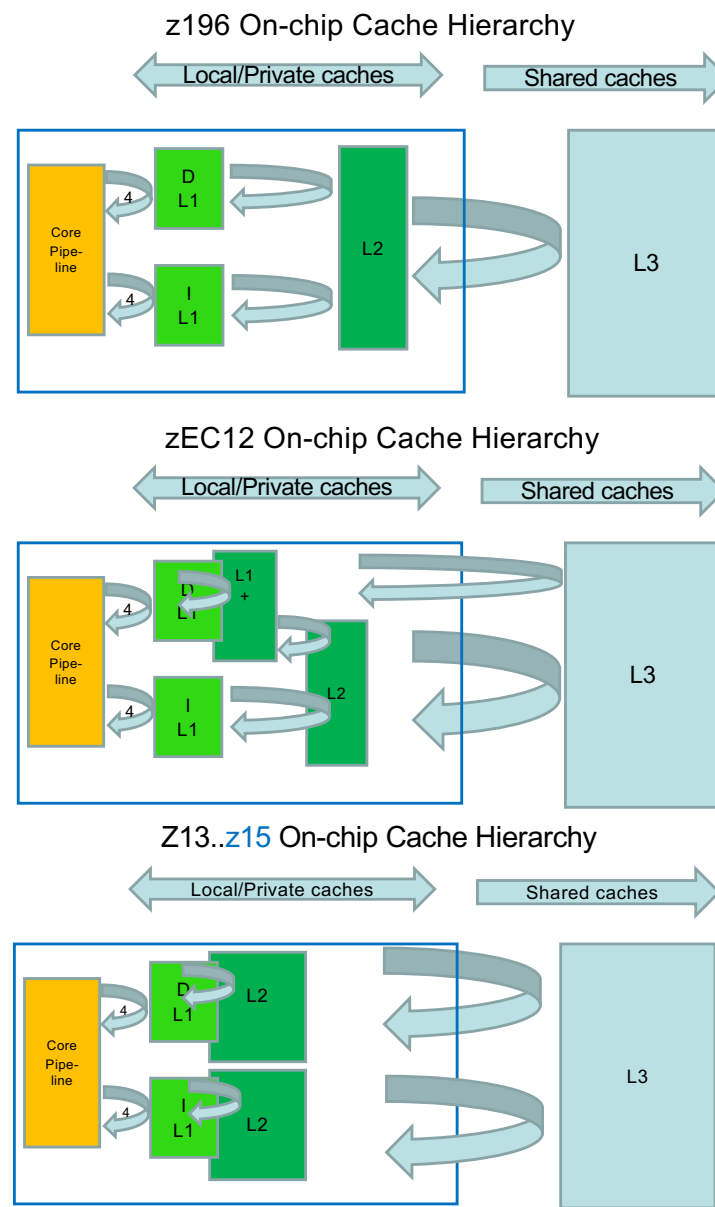 z196 On-chip Cache Hierarchy
Local/Private caches
Shared caches
D
L1
4
Core
Pipe-
line
L2
L3
I
L1
4
zEC12 On-chip Cache Hierarchy
Local/Private caches
Shared caches
D
L1
L1
+
4
Core
Pipe-
line
L3
I
L1
L2
4
Z13..z15 On-chip Cache Hierarchy
Local/Private caches
Shared caches
D
L1
L2
4
Core
Pipe-
line
L3
I
L1
L2
4